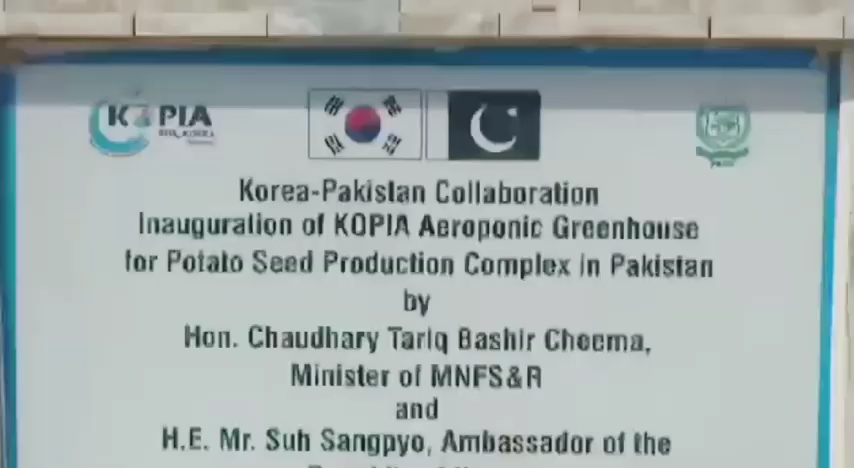 KOPIA
Korea-Pakistan Collaboration
Inauguration of KOPIA Aeroponic Greenhouse
for Potato Seed Production Complex in Pakistan
by
Hon. Chaudhary Tariq Bashir Cheema,
Minister of MNFS&R
and
H.E. Mr. Suh Sangpyo, Ambassador of the